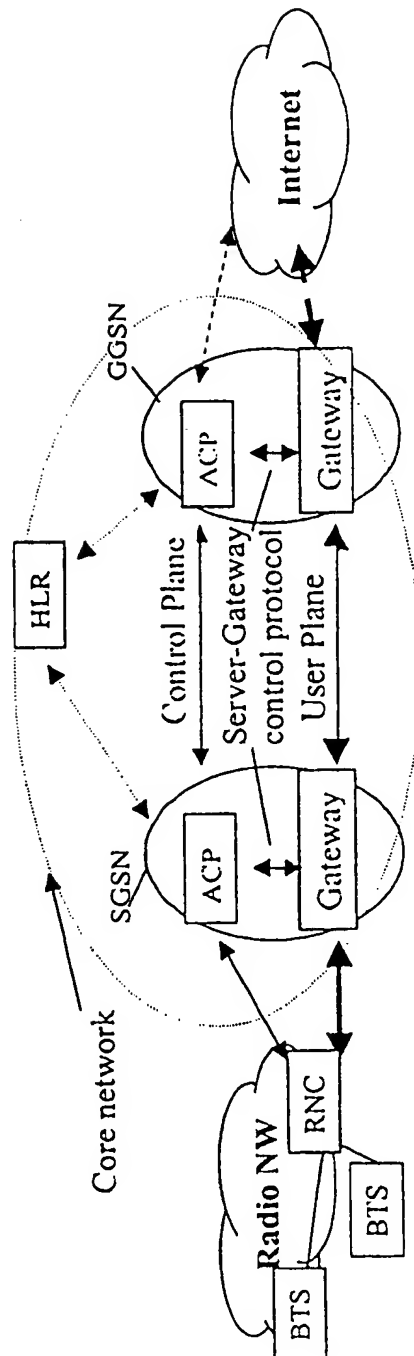 Core network
HLR
GGSN
SGSN
ACP
ACP
Control Plane
Server-Gateway
control protocol
User Plane
Gateway
Gateway
Internet
Radio NW
RNC
BTS
BTS